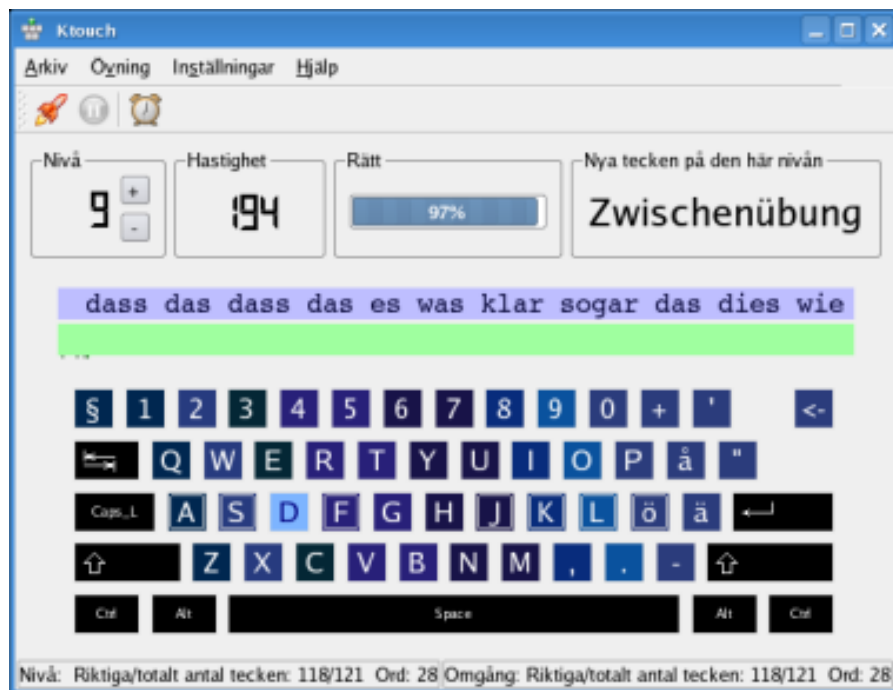 Ktouch
Arkiv Övning Inställningar Hjälp
Nivå Hastighet Rätt Nya tecken på den här nivån
9 + - 194 97% Zwischenübung
dass das dass das es was klar sogar das dies wie
§ 1 2 3 4 5 6 7 8 9 0 + ' <-
Q W E R T Y U I O P å "
Caps_L A S D F G H J K L ö ä
Z X C V B N M , . -
Ctrl Alt Space Alt Ctrl
Nivå: Riktiga/totalt antal tecken: 118/121 Ord: 28 Omgång: Riktiga/totalt antal tecken: 118/121 Ord: 28